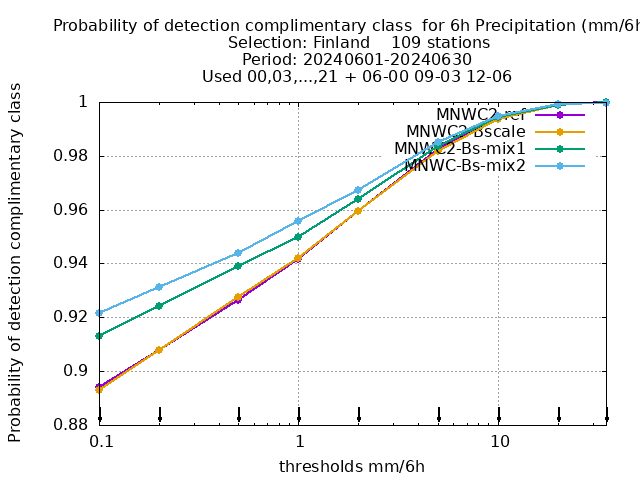 Probability of detection complimentary class  for 6h Precipitation (mm/6h
Selection: Finland    109 stations
Period: 20240601-20240630
Used 00,03,...,21 + 06-00 09-03 12-06
Probability of detection complimentary class
1
0.98
0.96
0.94
0.92
0.9
0.88
MNWC2-ref
MNWC2-Bscale
MNWC2-Bs-mix1
MNWC-Bs-mix2
0.1
1
10
thresholds mm/6h